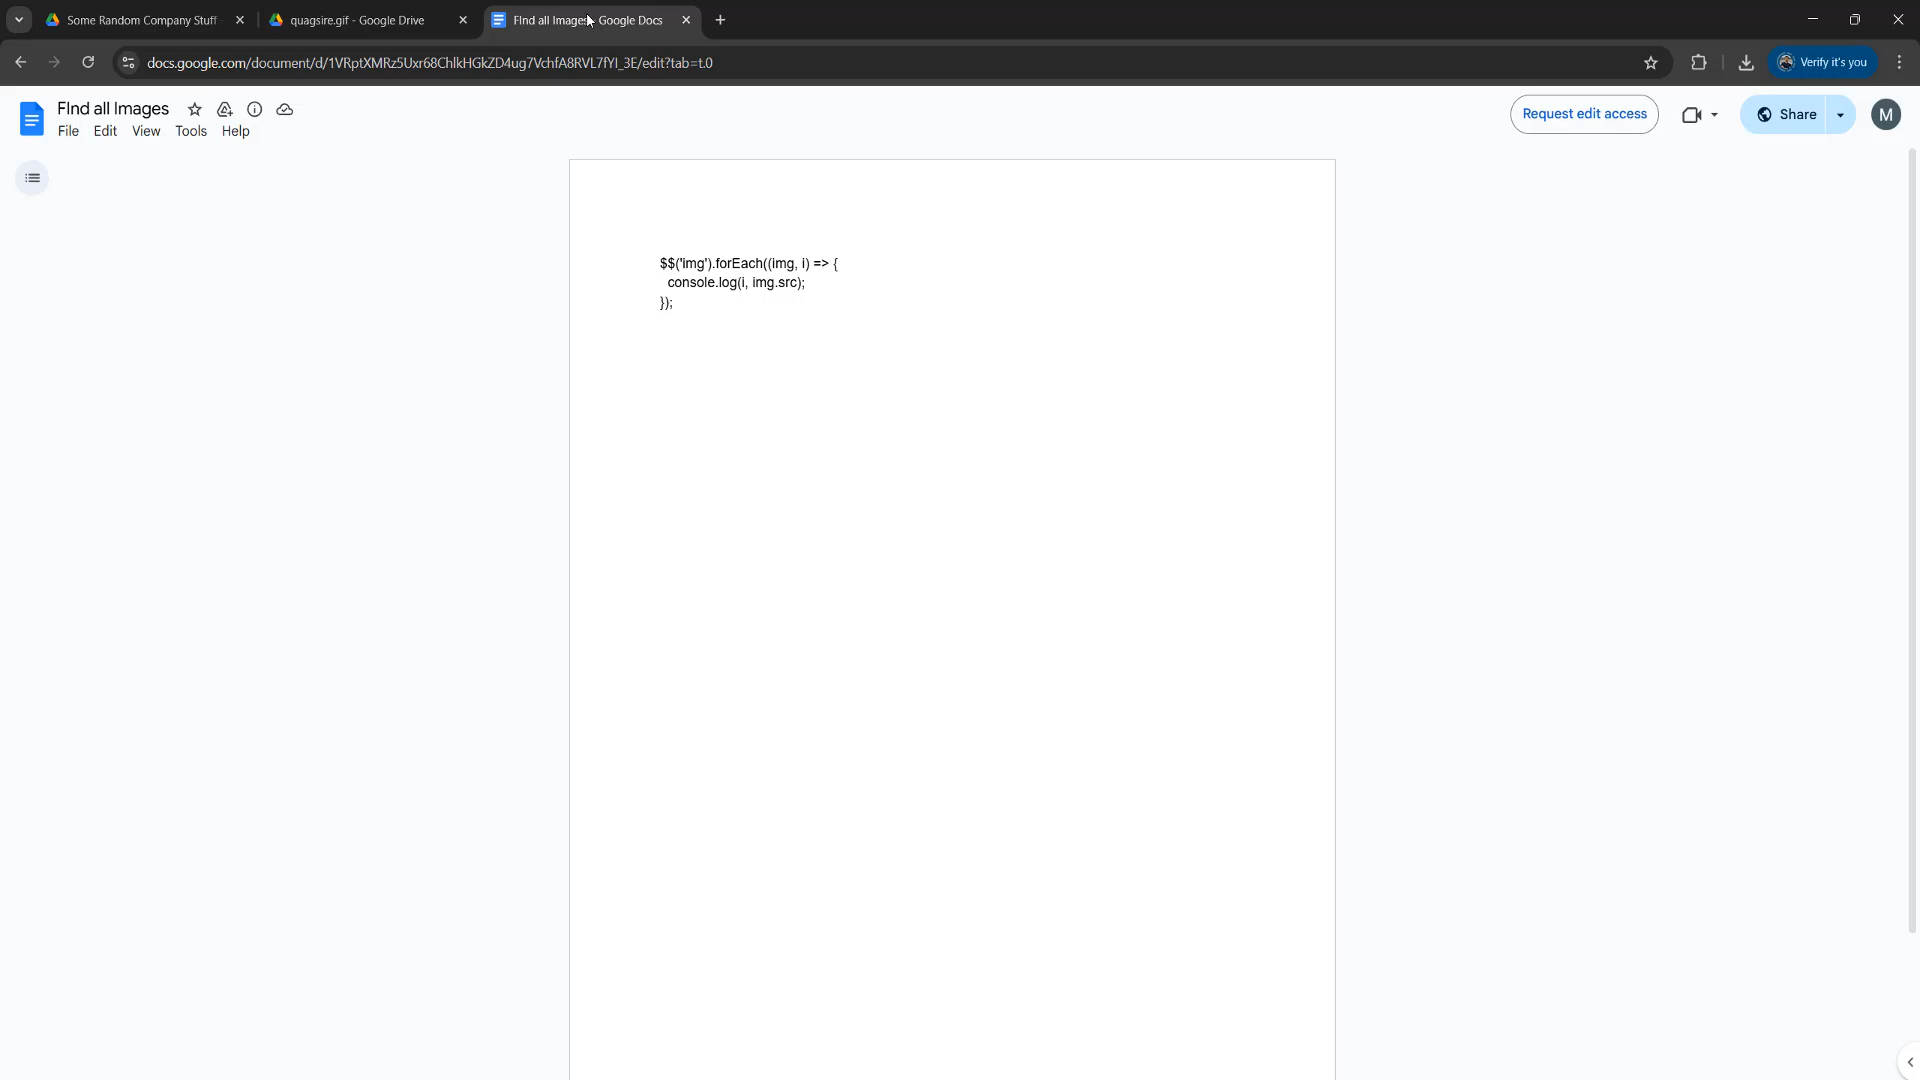 Some Random Company Stuff
quagsire.gif - Google Drive
FInd all Images - Google Docs
docs.google.com/document/d/1VRptXMRz5Uxr68ChlkHGkZD4ug7VchfA8RVL7fYI_3E/edit?tab=t.0
Verify it's you
FInd all Images
File Edit View Tools Help
Request edit access
Share
M
$$('img').forEach((img, i) => {
console.log(i, img.src);
});